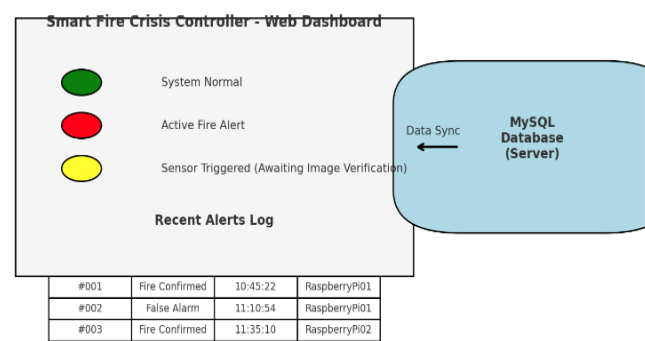 Smart Fire Crisis Controller - Web Dashboard
System Normal
Active Fire Alert
Sensor Triggered (Awaiting Image Verification)
Recent Alerts Log
#001 Fire Confirmed 10:45:22 RaspberryPi01
#002 False Alarm 11:10:54 RaspberryPi01
#003 Fire Confirmed 11:35:10 RaspberryPi02
Data Sync
MySQL
Database
(Server)